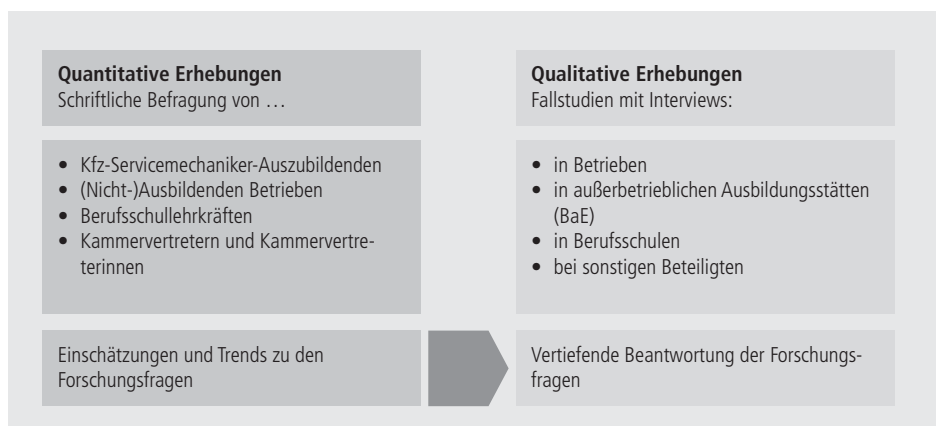 Quantitative Erhebungen
Schriftliche Befragung von …
• Kfz-Servicemechaniker-Auszubildenden
• (Nicht-)Ausbildenden Betrieben
• Berufsschullehrkräften
• Kammervertretern und Kammervertre-
terinnen
Einschätzungen und Trends zu den
Forschungsfragen
Qualitative Erhebungen
Fallstudien mit Interviews:
• in Betrieben
• in außerbetrieblichen Ausbildungsstätten
(BaE)
• in Berufsschulen
• bei sonstigen Beteiligten
Vertiefende Beantwortung der Forschungs-
fragen